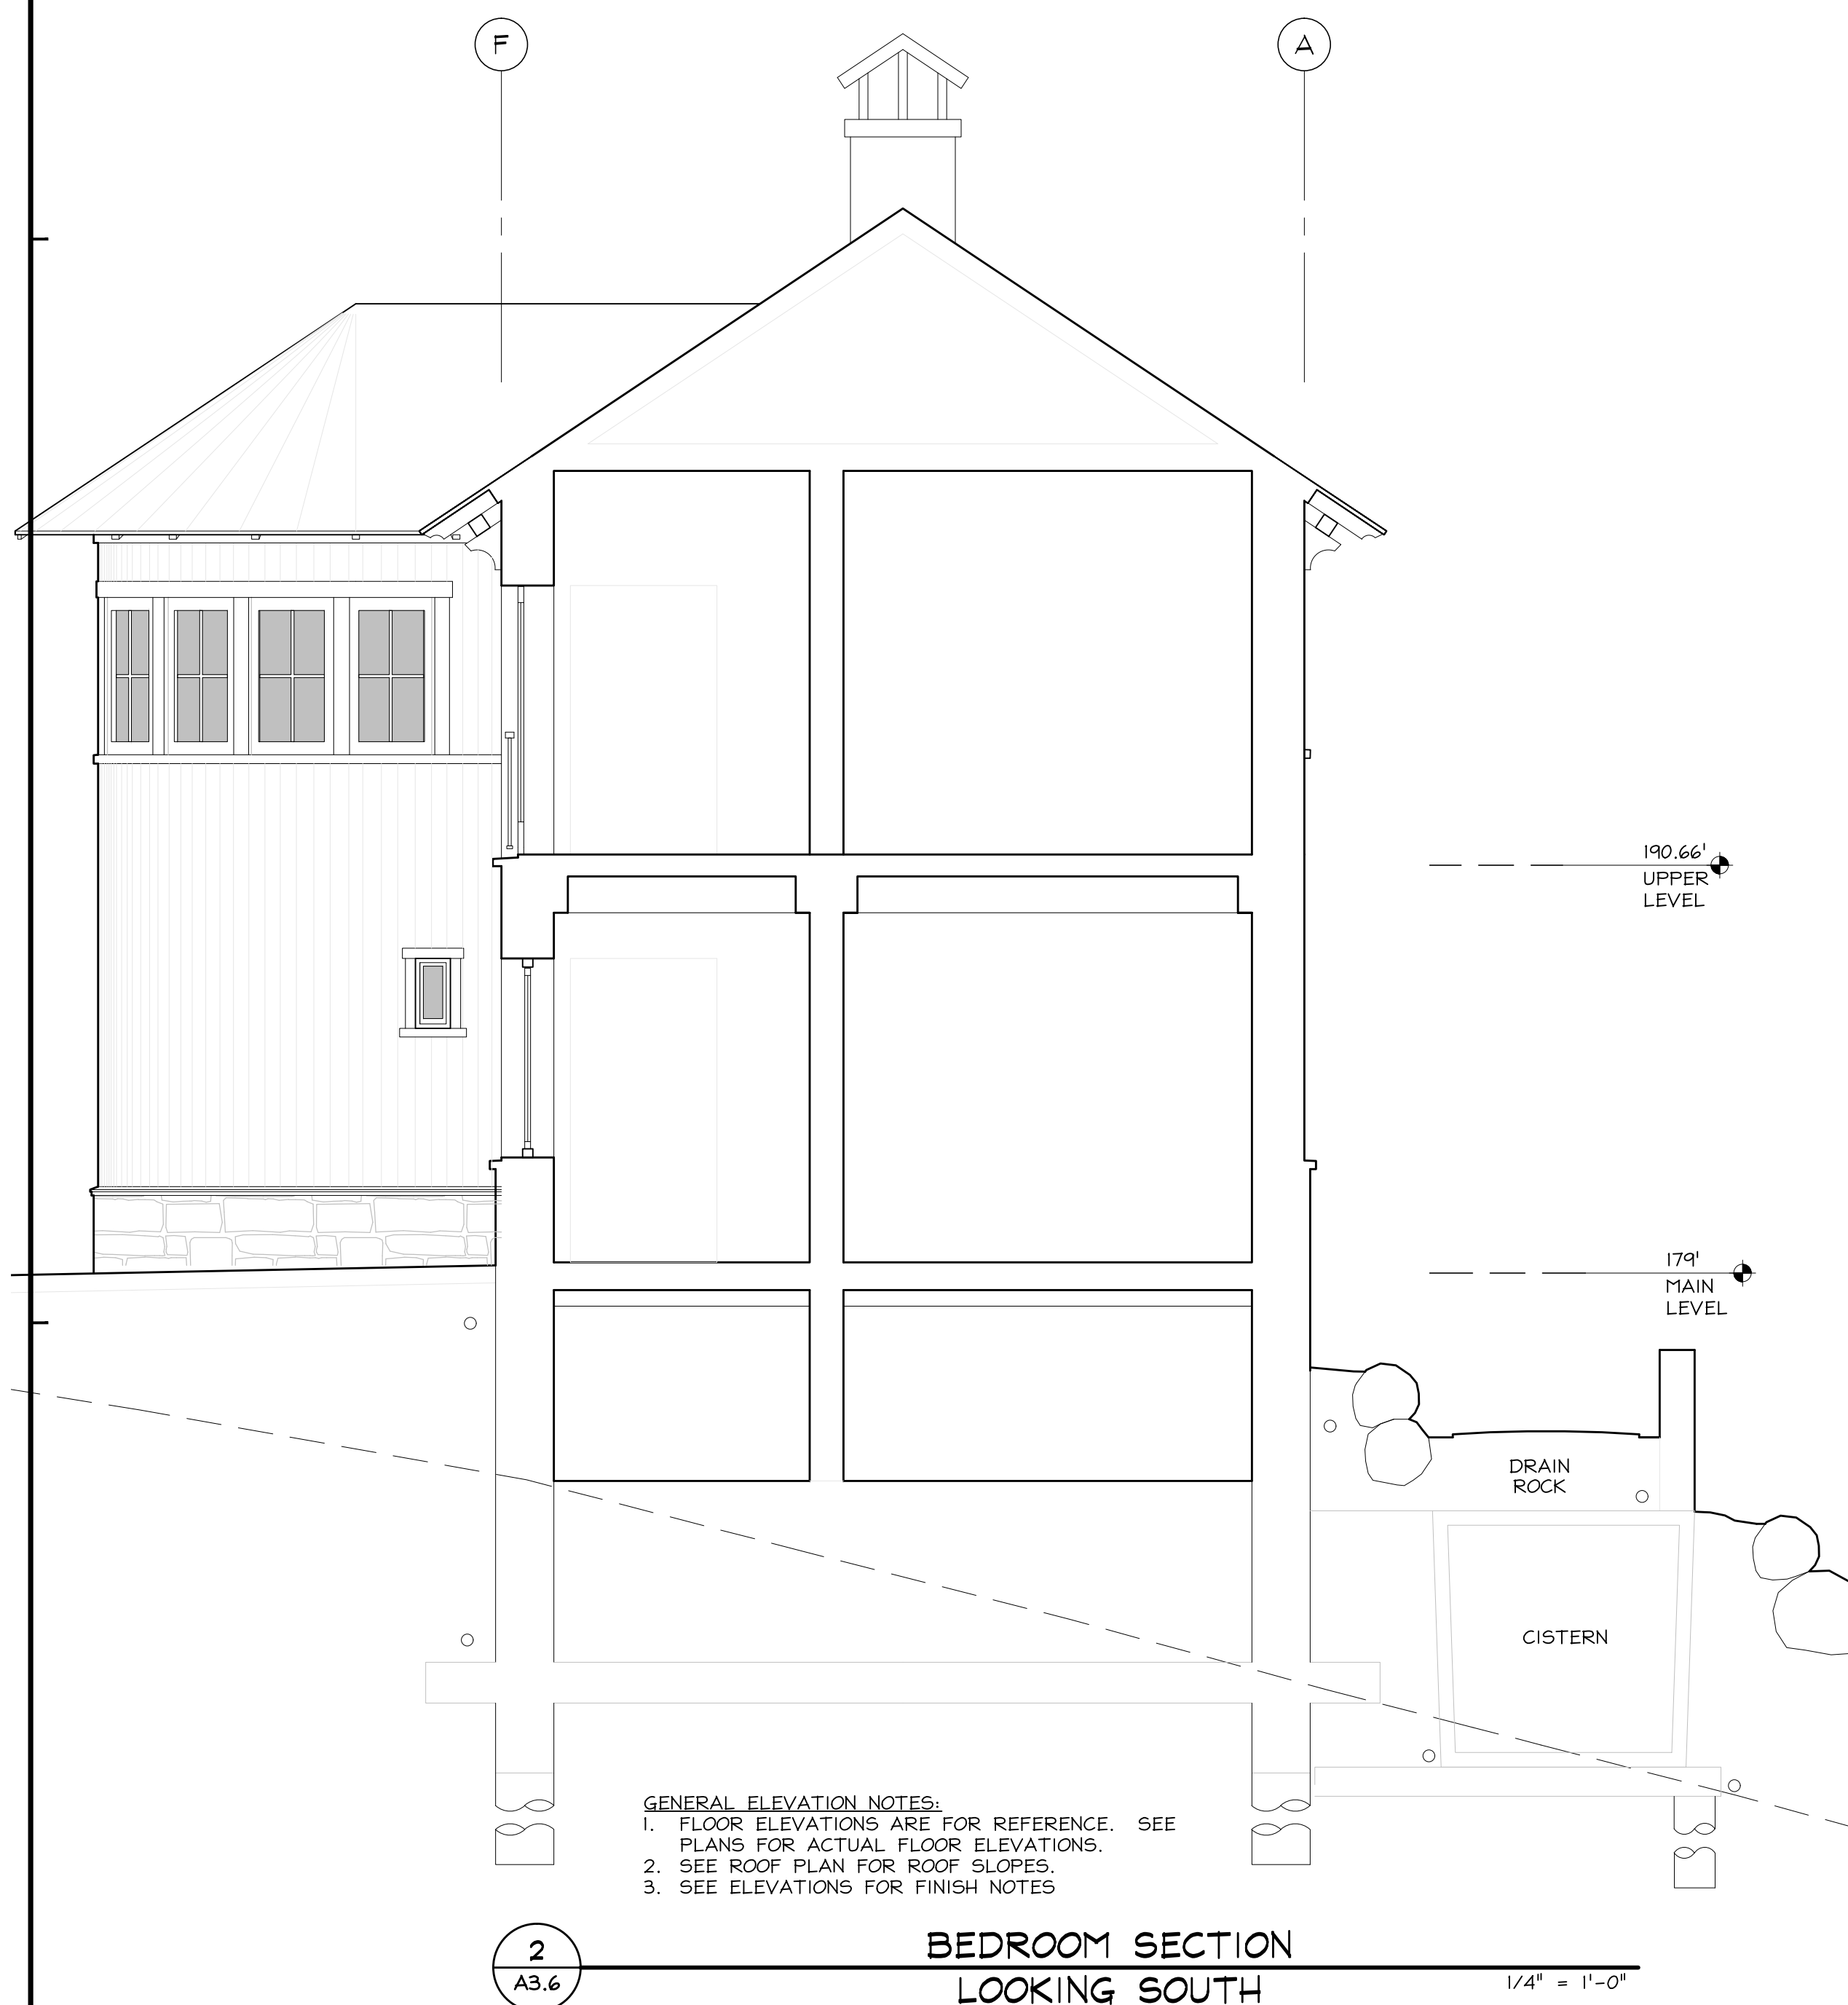 F
A
190.66'
UPPER
LEVEL
179'
MAIN
LEVEL
DRAIN
ROCK
CISTERN
GENERAL ELEVATION NOTES:
1. FLOOR ELEVATIONS ARE FOR REFERENCE. SEE
PLANS FOR ACTUAL FLOOR ELEVATIONS.
2. SEE ROOF PLAN FOR ROOF SLOPES.
3. SEE ELEVATIONS FOR FINISH NOTES
2
A3.6
BEDROOM SECTION
LOOKING SOUTH
1/4" = 1'-0"